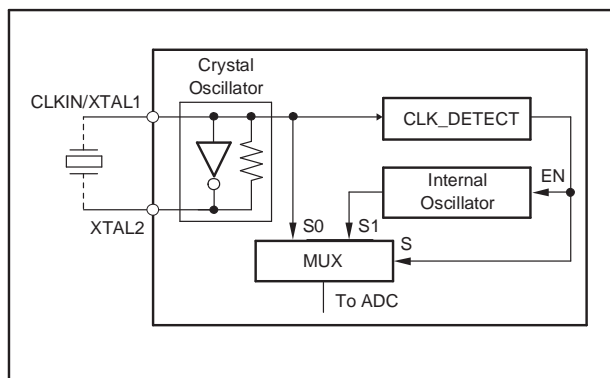 Crystal
Oscillator
CLKIN/XTAL1
CLK_DETECT
Internal
Oscillator
EN
XTAL2
S0
S1
S
MUX
To ADC